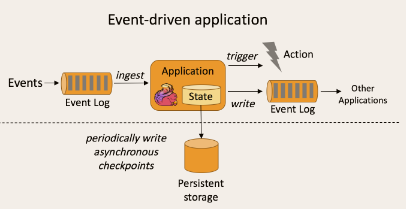 Event-driven application
Events
Event Log
ingest
Application
State
trigger
Action
write
Event Log
Other
Applications
periodically write
asynchronous
checkpoints
Persistent
storage